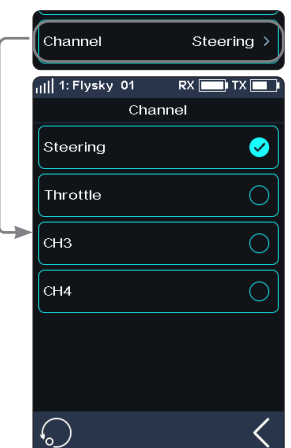 Channel Steering >
1: Flysky 01 RX TX
Channel
Steering
Throttle
CH3
CH4